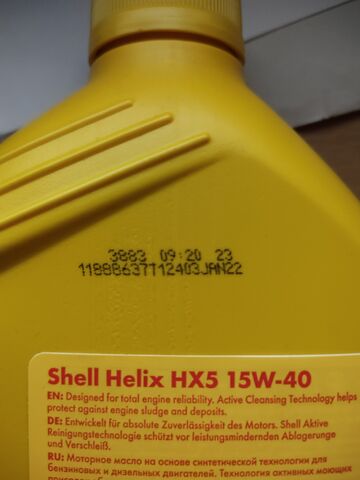 3883 09:20 23
11888637712403JAN22
Shell Helix HX5 15W-40
EN: Designed for total engine reliability. Active Cleansing Technology helps
protect against engine sludge and deposits.
DE: Entwickelt für absolute Zuverlässigkeit des Motors. Shell Aktive
Reinigungstechnologie schützt vor leistungsmindernden Ablagerunge
und Verschleiß.
RU: Моторное масло на основе синтетической технологии для
бензиновых и дизельных двигателей. Технология активных моющих